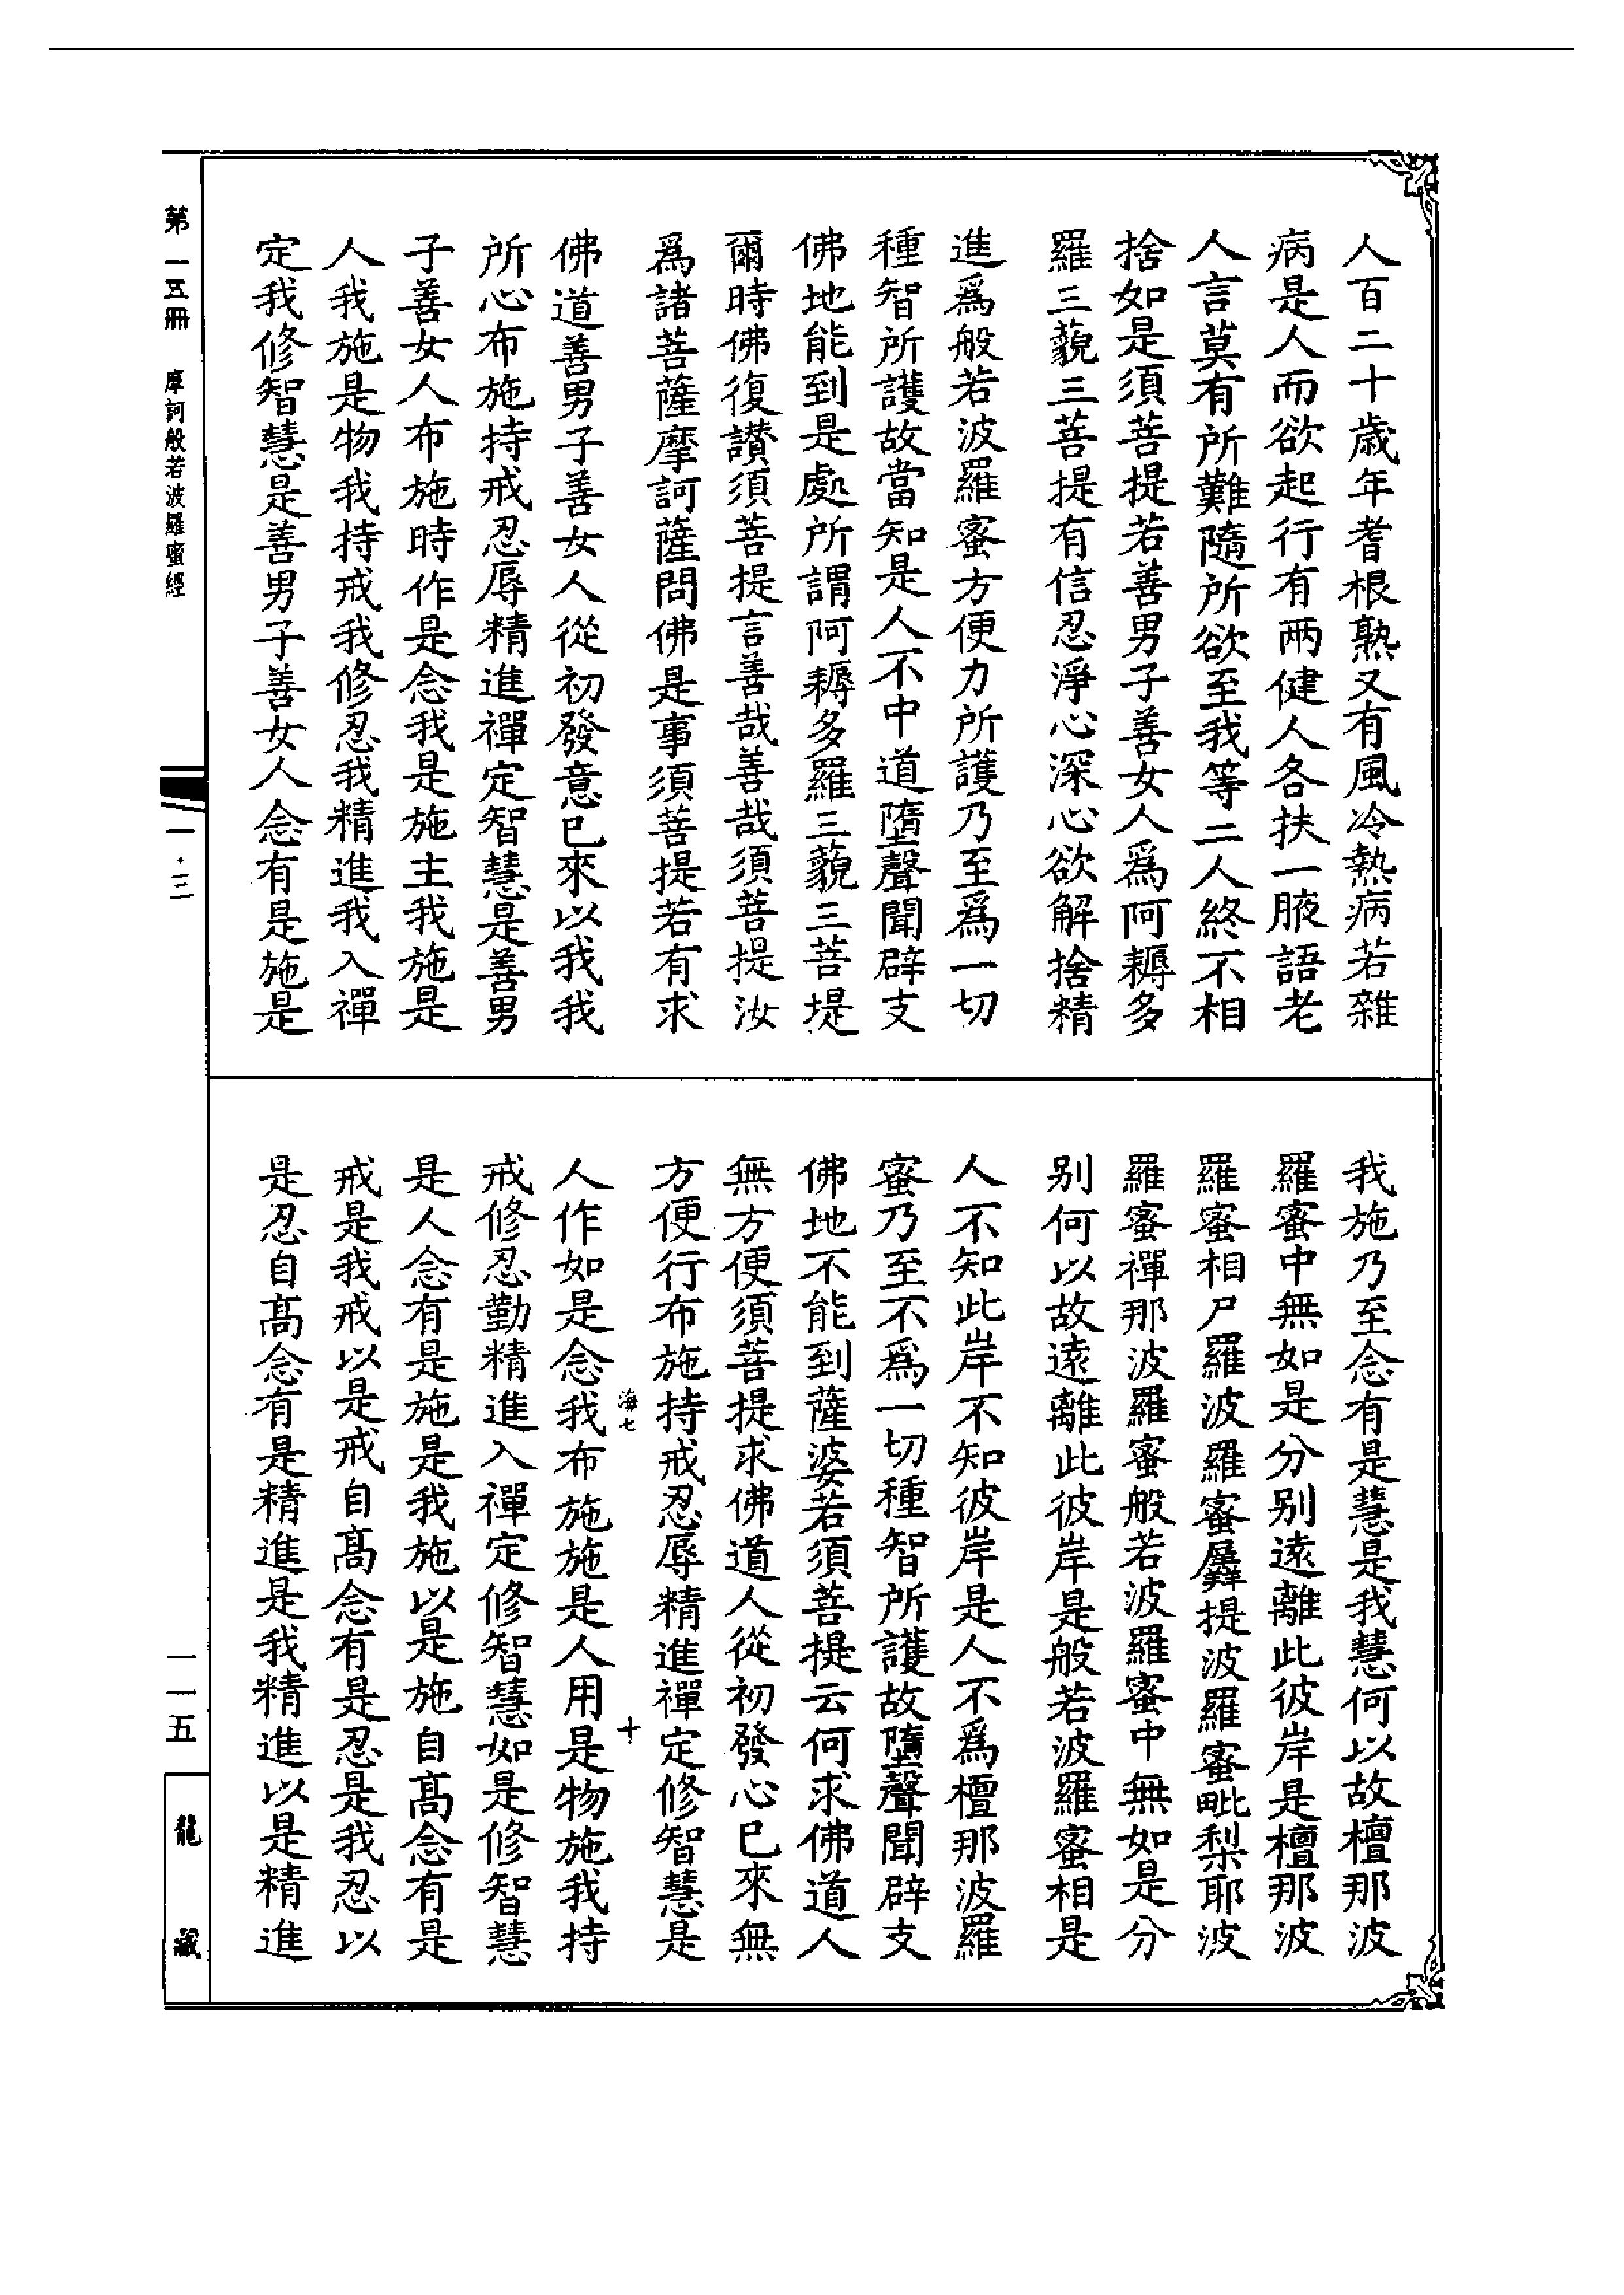 人百二十歲年耆根熟又有風冷熱病若雜
病是人而欲起行有兩健人各扶一腋語老
人言莫有所難隨所欲至我等二人終不相
捨如是須菩提若善男子善女人為阿耨多
羅三藐三菩提有信忍淨心深心欲解捨精
進為般若波羅蜜方便力所護乃至為一切
種智所護故當知是人不中道墮聲聞辟支
佛地能到是處所謂阿耨多羅三藐三菩提
爾時佛復讚須菩提言善哉善哉須菩提汝
為諸菩薩摩訶薩問佛是事須菩提若有求
佛道善男子善女人從初發意已來以我我
所心布施持戒忍辱精進禪定智慧是善男
子善女人布施時作是念我是施主我施是
人我施是物我持戒我修忍我精進我入禪
定我修智慧是善男子善女人念有是施是
我施乃至念有是慧是我慧何以故檀那波
羅蜜中無如是分別遠離此彼岸是檀那波
羅蜜相尸羅波羅蜜羼提波羅蜜毗梨耶波
羅蜜禪那波羅蜜般若波羅蜜中無如是分
別何以故遠離此彼岸是般若波羅蜜相是
人不知此岸不知彼岸是人不為檀那波羅
蜜乃至不為一切種智所護故墮聲聞辟支
佛地不能到薩婆若須菩提云何求佛道人
無方便須菩提求佛道人從初發心已來無
方便行布施持戒忍辱精進禪定修智慧是
海七 十
人作如是念我布施施是人用是物施我持
戒修忍勤精進入禪定修智慧如是修智慧
是人念有是施是我施以是施自高念有是
戒是我戒以是戒自高念有是忍是我忍以
是忍自高念有是精進是我精進以是精進
第一五冊 摩訶般若波羅蜜經
一·三
一一五
龍藏